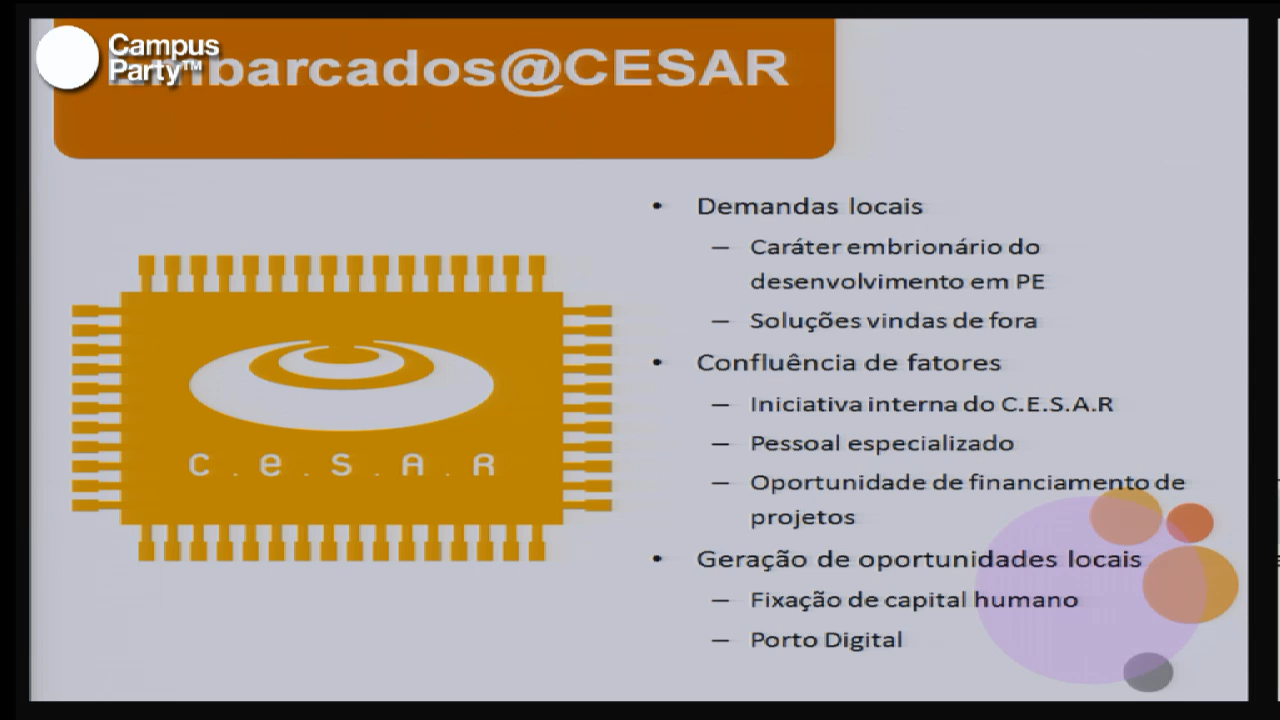 Campus
Party™
mbarcados@CESAR
• Demandas locais
– Caráter embrionário do
desenvolvimento em PE
– Soluções vindas de fora
• Confluência de fatores
– Iniciativa interna do C.E.S.A.R
– Pessoal especializado
– Oportunidade de financiamento de
projetos
• Geração de oportunidades locais
– Fixação de capital humano
– Porto Digital
c.e.s.A.R